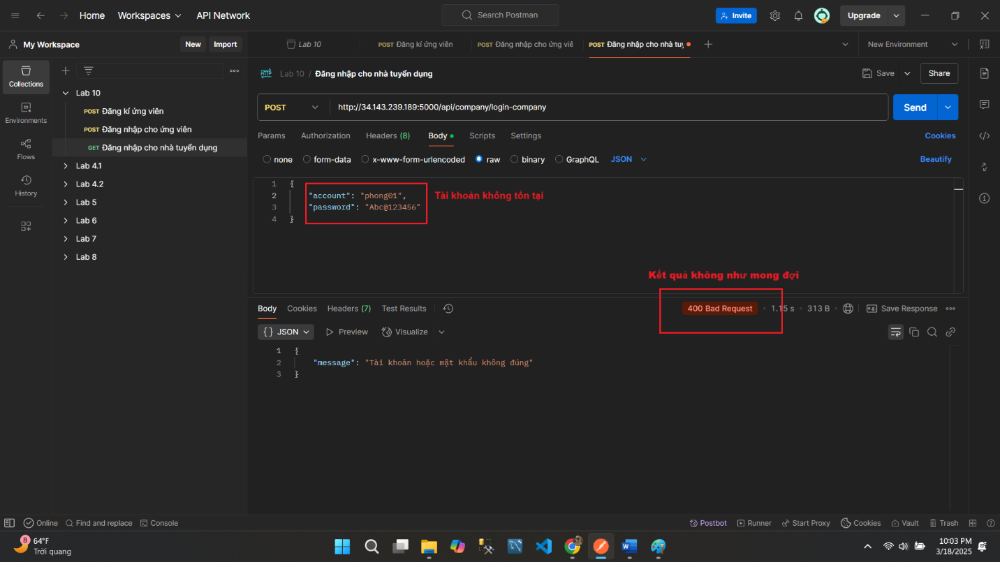 Home
Workspaces
API Network
Search Postman
Invite
Upgrade
My Workspace
New
Import
Lab 10
POST Đăng kí ứng viên
POST Đăng nhập cho ứng viê
POST Đăng nhập cho nhà tuy
New Environment
Collections
Environments
Flows
History
Lab 10
POST Đăng kí ứng viên
POST Đăng nhập cho ứng viên
GET Đăng nhập cho nhà tuyển dụng
Lab 4.1
Lab 4.2
Lab 5
Lab 6
Lab 7
Lab 8
HTTP Lab 10 / Đăng nhập cho nhà tuyển dụng
Save
Share
POST
http://34.143.239.189:5000/api/company/login-company
Send
Params
Authorization
Headers (8)
Body
Scripts
Settings
Cookies
none
form-data
x-www-form-urlencoded
raw
binary
GraphQL
JSON
Beautify
1 {
2 "account": "phong01",
3 "password": "Abc@123456"
4 }
Tài khoản không tồn tại
Kết quả không như mong đợi
Body
Cookies
Headers (7)
Test Results
400 Bad Request
1.15 s
313 B
e.g.
Save Response
{} JSON
Preview
Visualize
1 {
2 "message": "Tài khoản hoặc mật khẩu không đúng"
3 }
Online
Find and replace
Console
Postbot
Runner
Start Proxy
Cookies
Vault
Trash
8
64°F
Trời quang
10:03 PM
3/18/2025